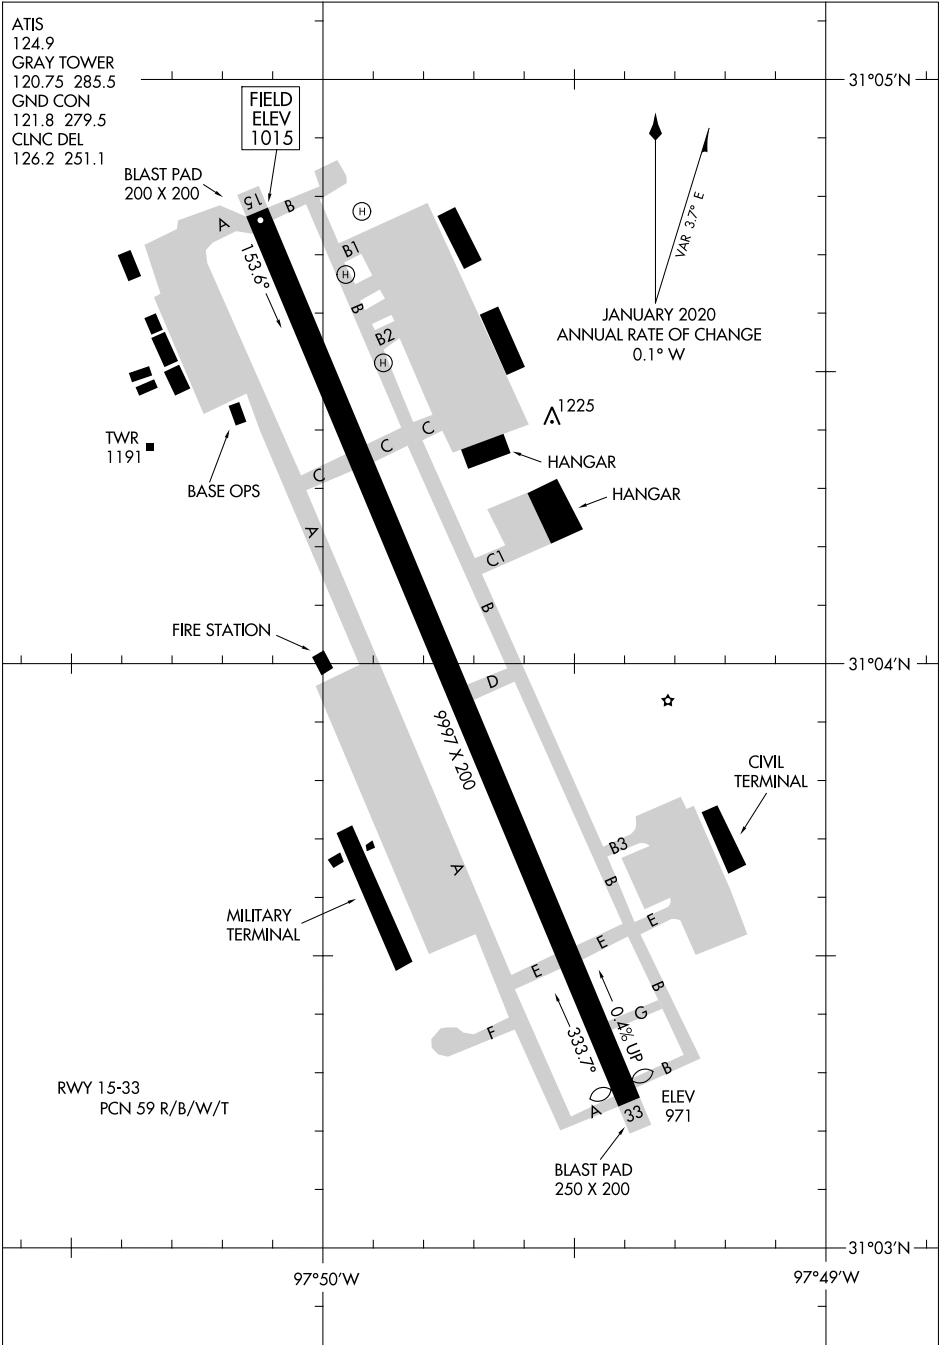 ATIS
124.9
GRAY TOWER
120.75 285.5
GND CON
121.8 279.5
CLNC DEL
126.2 251.1
31°05'N
FIELD
ELEV
1015
BLAST PAD
200 X 200
15
A
B
H
VAR 3.7° E
B1
153.6°
H
B
JANUARY 2020
ANNUAL RATE OF CHANGE
0.1° W
B2
H
1225
TWR
1191
C
C
C
HANGAR
BASE OPS
HANGAR
A
C1
B
FIRE STATION
31°04'N
D
9997 X 200
CIVIL
TERMINAL
B3
A
B
MILITARY
TERMINAL
E
E
E
B
G
F
333.7°
0.4% UP
B
RWY 15-33
PCN 59 R/B/W/T
A
33
ELEV
971
BLAST PAD
250 X 200
31°03'N
97°50'W
97°49'W